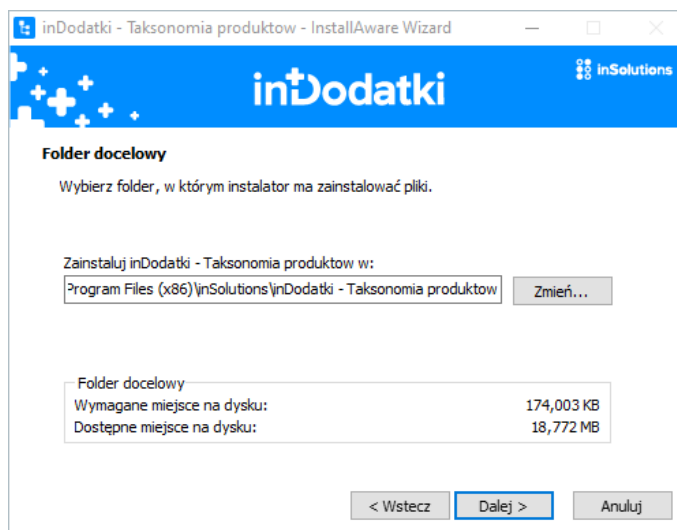 inDodatki - Taksonomia produktow - InstallAware Wizard
inDodatki
inSolutions
Folder docelowy
Wybierz folder, w którym instalator ma zainstalować pliki.
Zainstaluj inDodatki - Taksonomia produktow w:
Program Files (x86)\inSolutions\inDodatki - Taksonomia produktow
Zmień...
Folder docelowy
Wymagane miejsce na dysku: 174,003 KB
Dostępne miejsce na dysku: 18,772 MB
< Wstecz Dalej > Anuluj